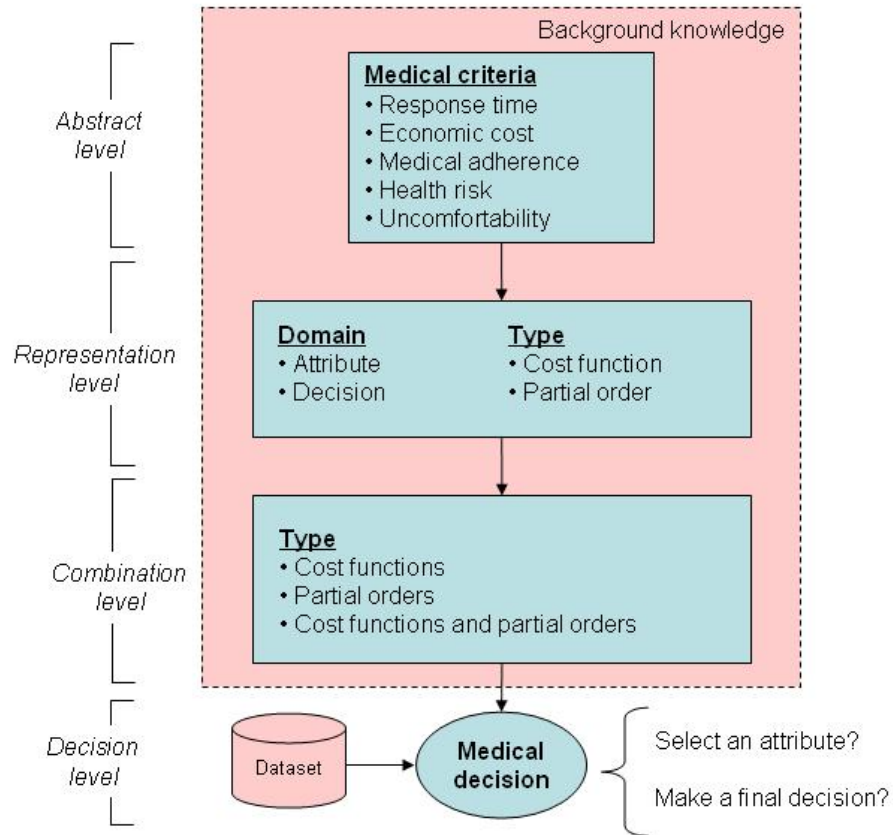 Background knowledge
Abstract
level
Medical criteria
• Response time
• Economic cost
• Medical adherence
• Health risk
• Uncomfortability
Representation
level
Domain
• Attribute
• Decision
Type
• Cost function
• Partial order
Combination
level
Type
• Cost functions
• Partial orders
• Cost functions and partial orders
Decision
level
Dataset
Medical
decision
Select an attribute?
Make a final decision?